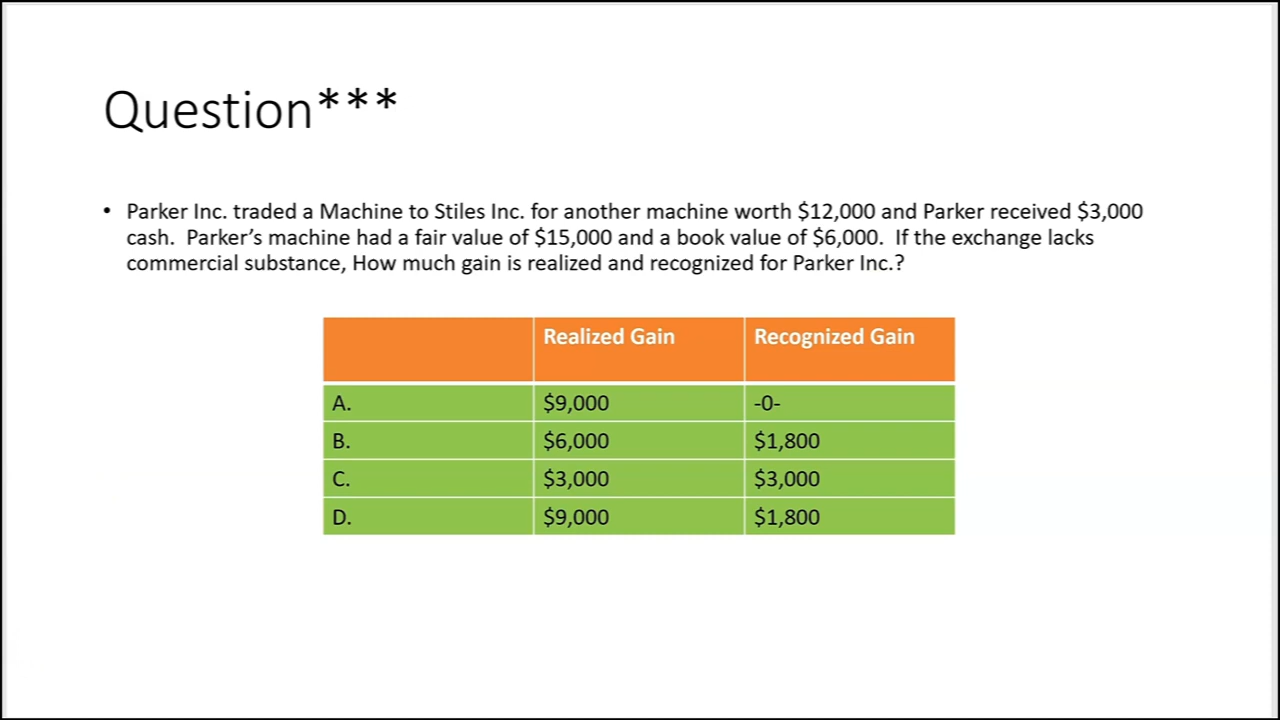 Question***
• Parker Inc. traded a Machine to Stiles Inc. for another machine worth $12,000 and Parker received $3,000
cash.  Parker’s machine had a fair value of $15,000 and a book value of $6,000.  If the exchange lacks
commercial substance, How much gain is realized and recognized for Parker Inc.?
Realized Gain Recognized Gain
A. $9,000 -0-
B. $6,000 $1,800
C. $3,000 $3,000
D. $9,000 $1,800